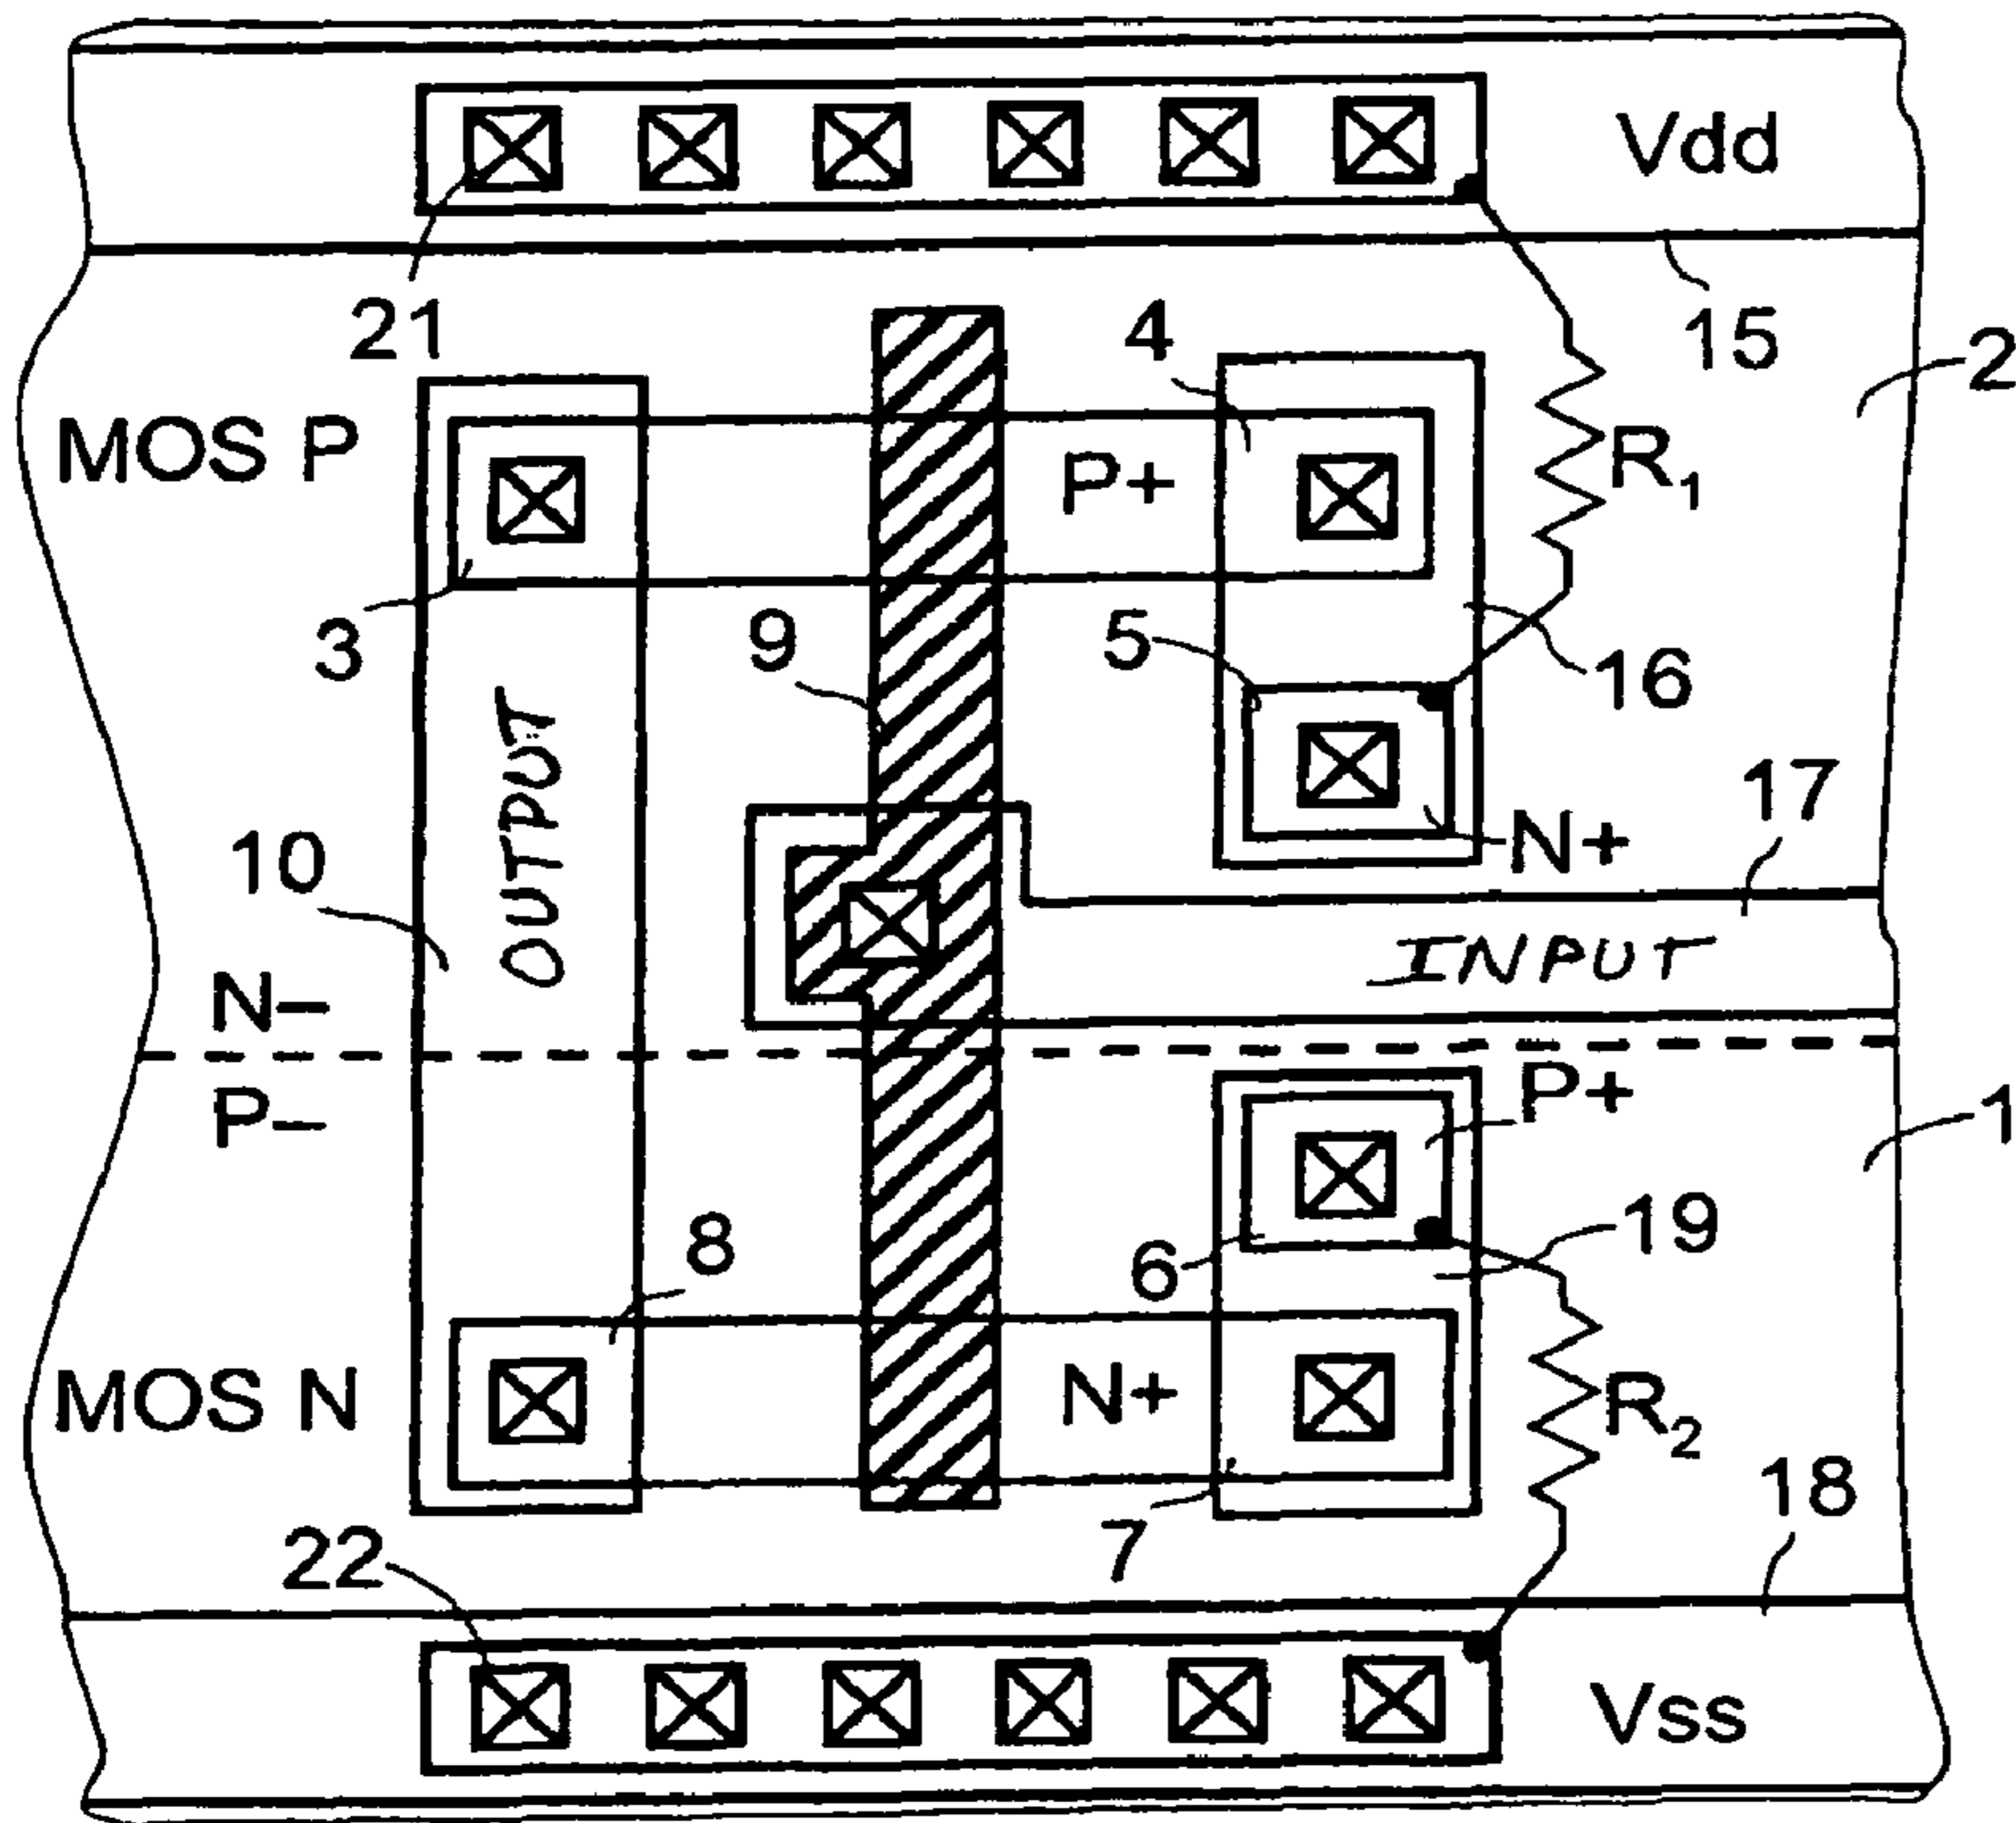 Vdd
21
4
15
2
MOS P
P+
R1
3
9
5
16
OUTPUT
17
10
N+
INPUT
N–
P–
P+
1
8
6
19
MOS N
N+
R2
22
7
18
Vss